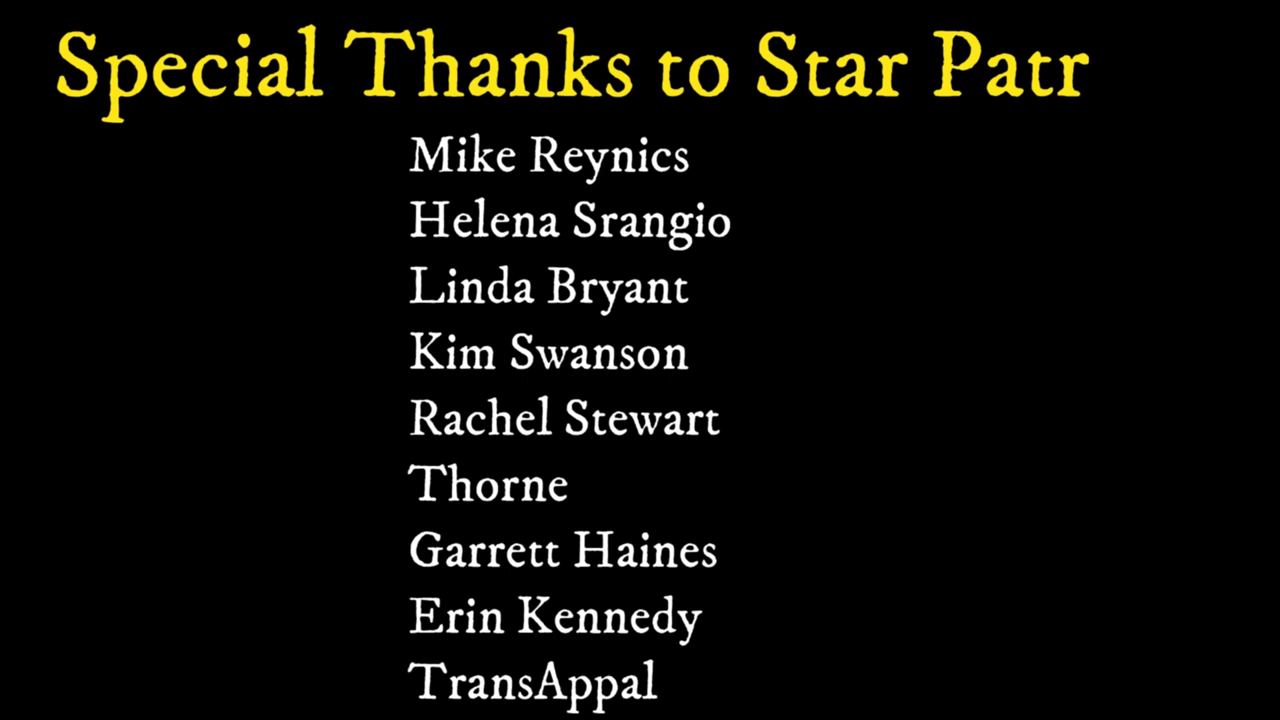 Special Thanks to Star Patr
Mike Reynics
Helena Srangio
Linda Bryant
Kim Swanson
Rachel Stewart
Thorne
Garrett Haines
Erin Kennedy
TransAppal